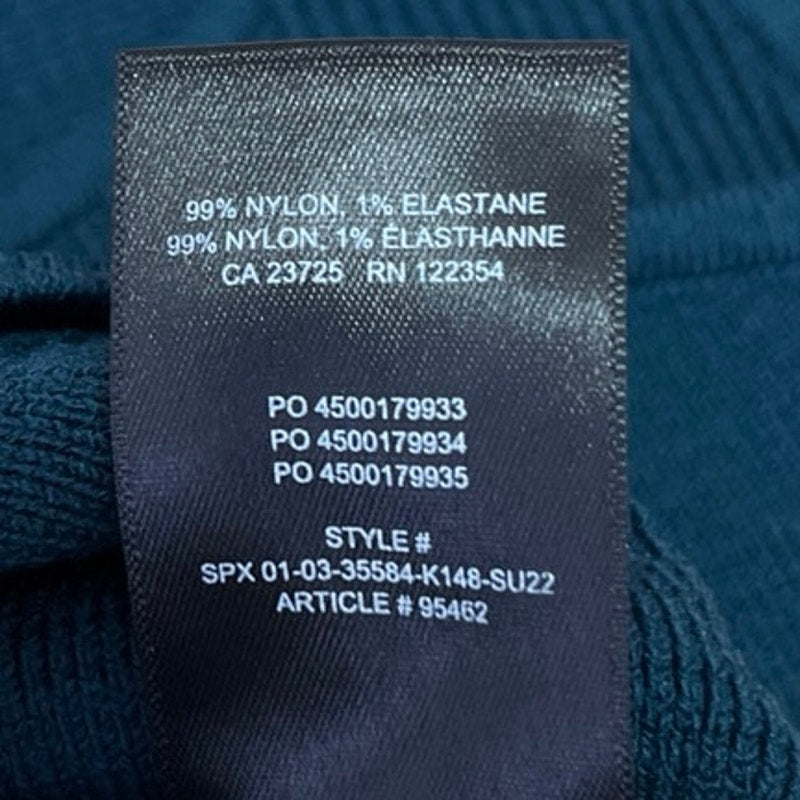 99% NYLON, 1% ELASTANE
99% NYLON, 1% ÉLASTHANNE
CA 23725 RN 122354
PO 4500179933
PO 4500179934
PO 4500179935
STYLE #
SPX 01-03-35584-K148-SU22
ARTICLE # 95462